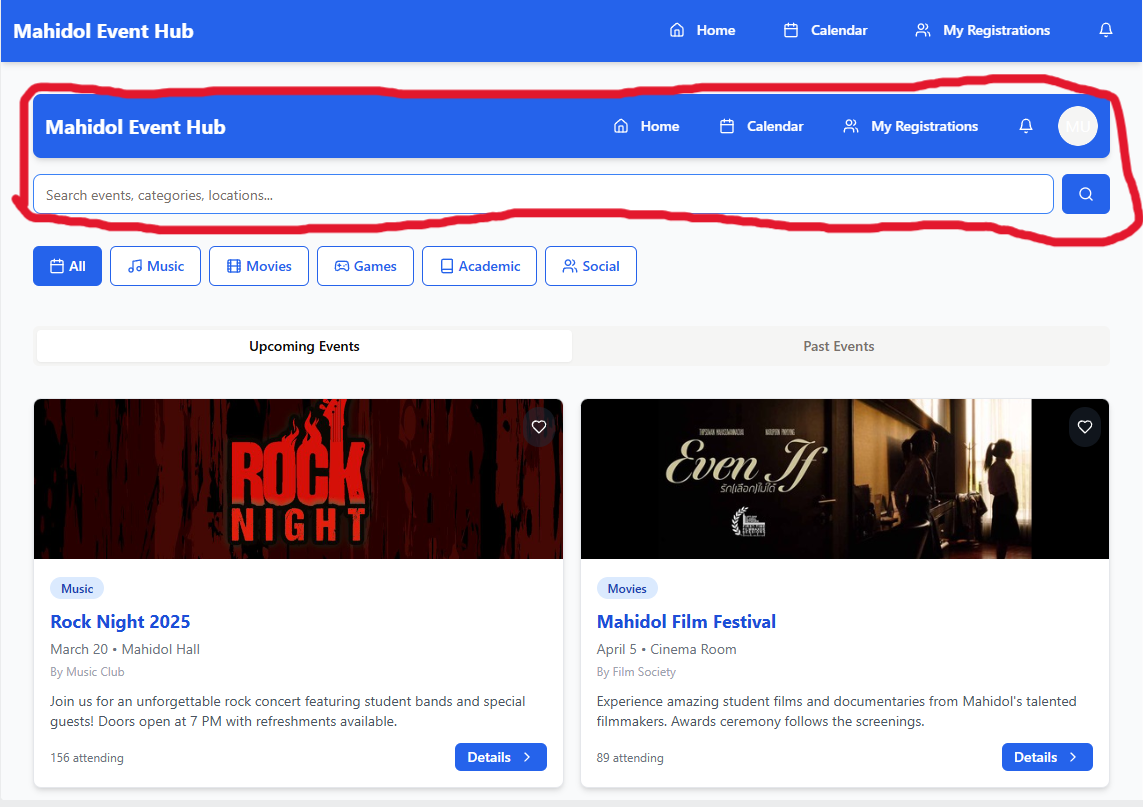 Mahidol Event Hub Home Calendar My Registrations
Mahidol Event Hub Home Calendar My Registrations MU
Search events, categories, locations...
All Music Movies Games Academic Social
Upcoming Events Past Events
ROCK
NIGHT
Even If
รัก(เลือก)ไม่ได้
Music
Rock Night 2025
March 20 • Mahidol Hall
By Music Club
Join us for an unforgettable rock concert featuring student bands and special
guests! Doors open at 7 PM with refreshments available.
156 attending Details
Movies
Mahidol Film Festival
April 5 • Cinema Room
By Film Society
Experience amazing student films and documentaries from Mahidol's talented
filmmakers. Awards ceremony follows the screenings.
89 attending Details